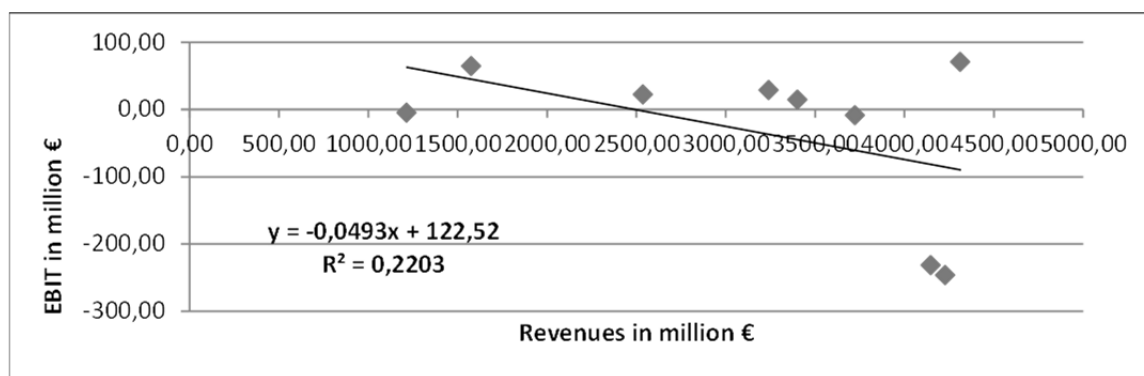 100,00
0,00
0,00 500,00 1000,00 1500,00 2000,00 2500,00 3000,00 3500,00 4000,00 4500,00 5000,00
-100,00
-200,00
-300,00
EBIT in million €
y = -0,0493x + 122,52
R² = 0,2203
Revenues in million €